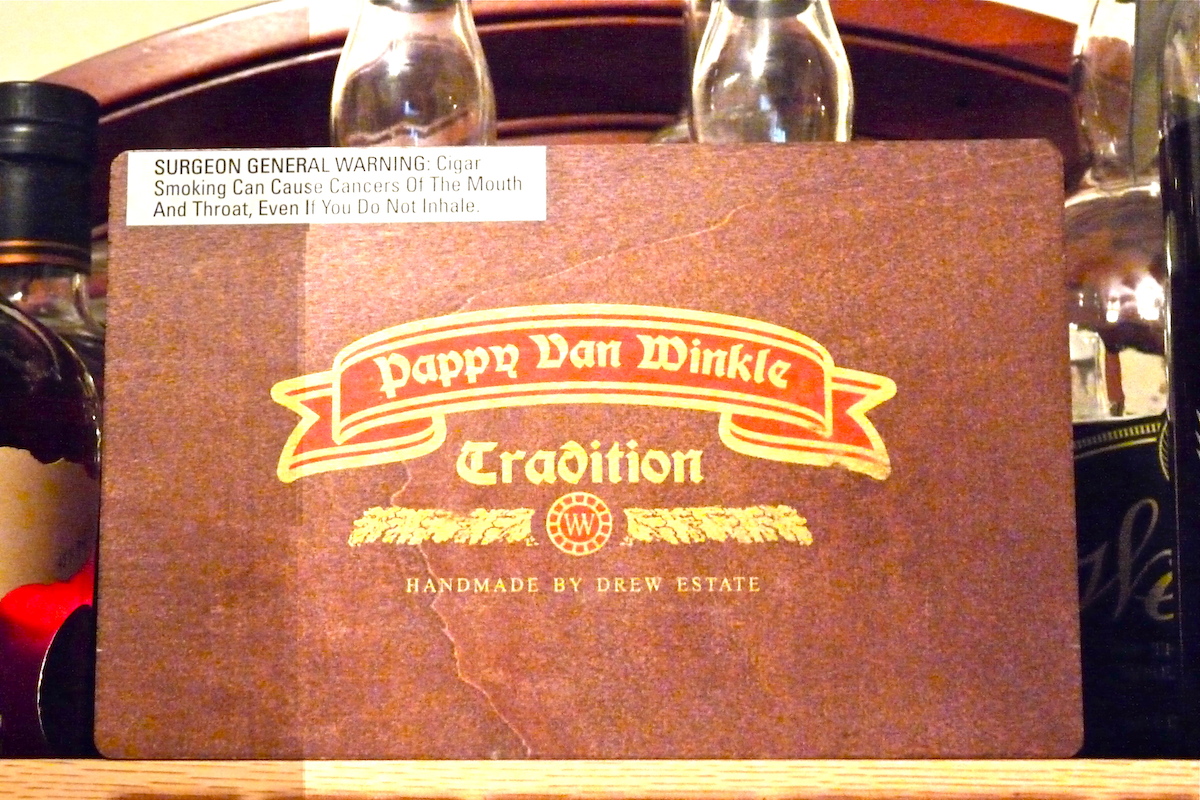 SURGEON GENERAL WARNING: Cigar
Smoking Can Cause Cancers Of The Mouth
And Throat, Even If You Do Not Inhale.
Pappy Van Winkle
Tradition
VW
HANDMADE BY DREW ESTATE